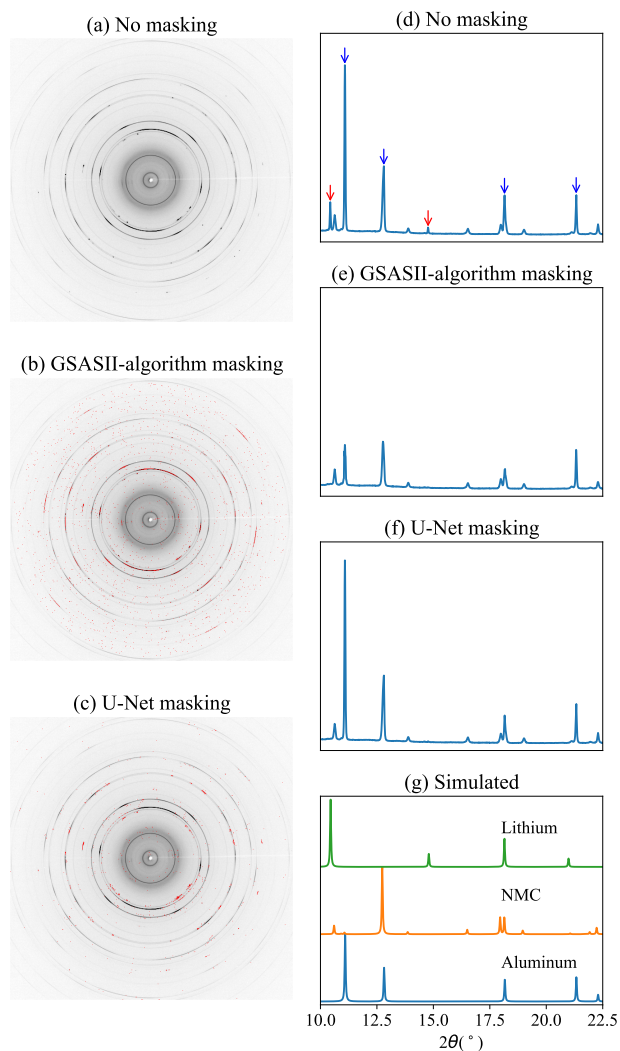 (a) No masking
(b) GSASII-algorithm masking
(c) U-Net masking
(d) No masking
(e) GSASII-algorithm masking
(f) U-Net masking
(g) Simulated
Lithium
NMC
Aluminum
10.0 12.5 15.0 17.5 20.0 22.5
2θ(°)